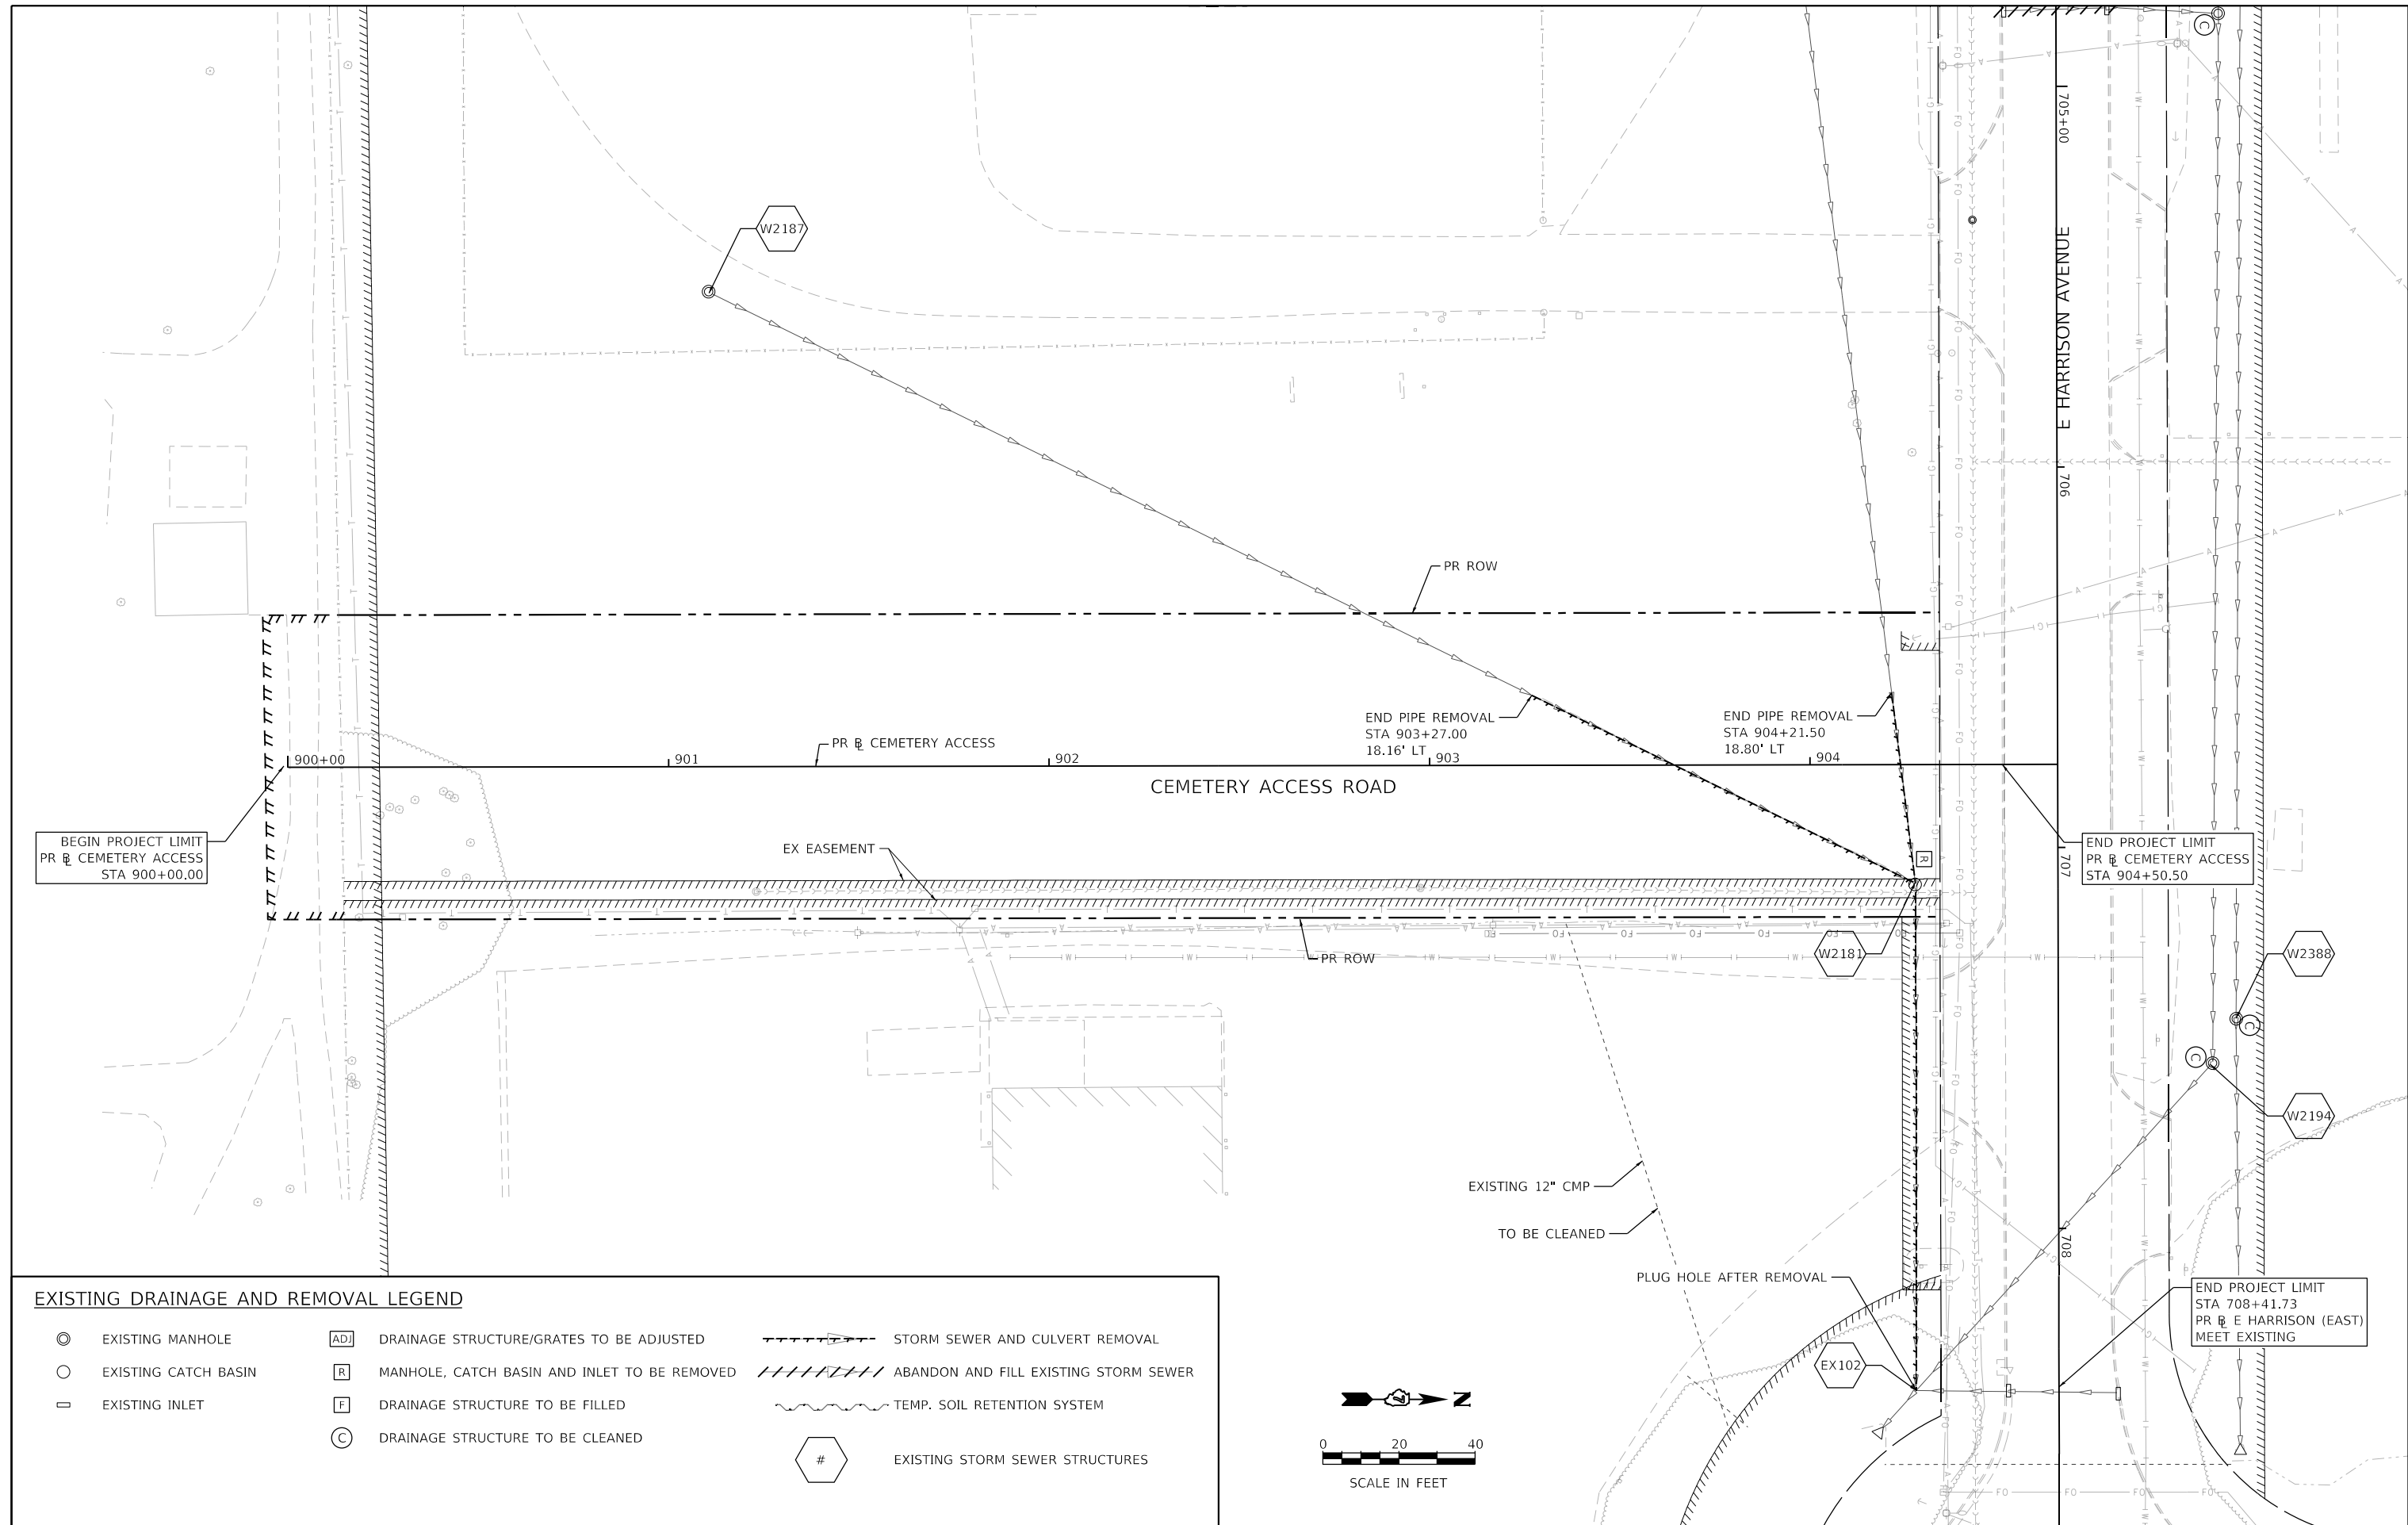 C
705+00
W2187
E HARRISON AVENUE
706
PR ROW
END PIPE REMOVAL
STA 903+27.00
18.16' LT
END PIPE REMOVAL
STA 904+21.50
18.80' LT
PR BL CEMETERY ACCESS
900+00
901
902
903
904
CEMETERY ACCESS ROAD
BEGIN PROJECT LIMIT
PR BL CEMETERY ACCESS
STA 900+00.00
EX EASEMENT
R
707
END PROJECT LIMIT
PR BL CEMETERY ACCESS
STA 904+50.50
PR ROW
W2181
W2388
C
C
W2194
EXISTING 12" CMP
TO BE CLEANED
708
PLUG HOLE AFTER REMOVAL
END PROJECT LIMIT
STA 708+41.73
PR BL E HARRISON (EAST)
MEET EXISTING
EX102
EXISTING DRAINAGE AND REMOVAL LEGEND
EXISTING MANHOLE
EXISTING CATCH BASIN
EXISTING INLET
ADJ DRAINAGE STRUCTURE/GRATES TO BE ADJUSTED
R MANHOLE, CATCH BASIN AND INLET TO BE REMOVED
F DRAINAGE STRUCTURE TO BE FILLED
C DRAINAGE STRUCTURE TO BE CLEANED
STORM SEWER AND CULVERT REMOVAL
ABANDON AND FILL EXISTING STORM SEWER
TEMP. SOIL RETENTION SYSTEM
# EXISTING STORM SEWER STRUCTURES
N
0 20 40
SCALE IN FEET